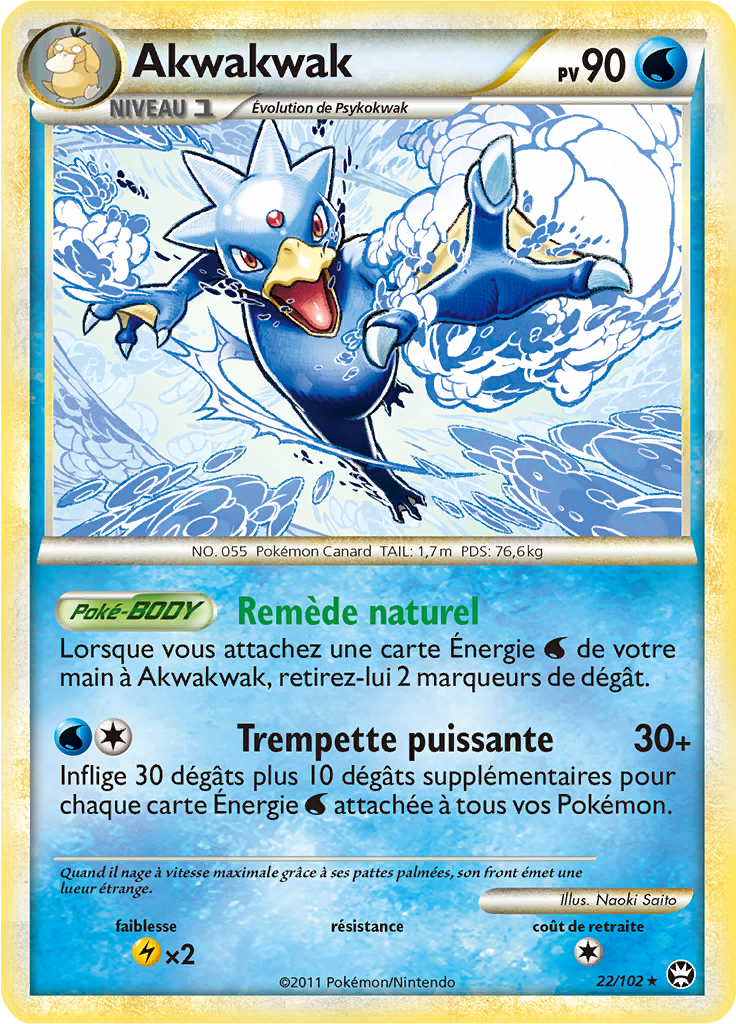 Akwakwak
PV 90
NIVEAU 1
Évolution de Psykokwak
NO. 055 Pokémon Canard TAIL: 1,7 m PDS: 76,6 kg
Poké-BODY Remède naturel
Lorsque vous attachez une carte Énergie de votre
main à Akwakwak, retirez-lui 2 marqueurs de dégât.
Trempette puissante 30+
Inflige 30 dégâts plus 10 dégâts supplémentaires pour
chaque carte Énergie attachée à tous vos Pokémon.
Quand il nage à vitesse maximale grâce à ses pattes palmées, son front émet une
lueur étrange.
Illus. Naoki Saito
faiblesse résistance coût de retraite
×2
©2011 Pokémon/Nintendo
22/102 ★